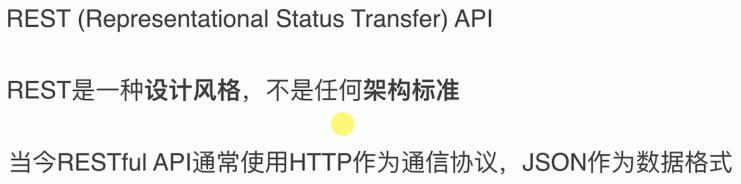 REST (Representational Status Transfer) API
REST是一种设计风格，不是任何架构标准
当今RESTful API通常使用HTTP作为通信协议，JSON作为数据格式